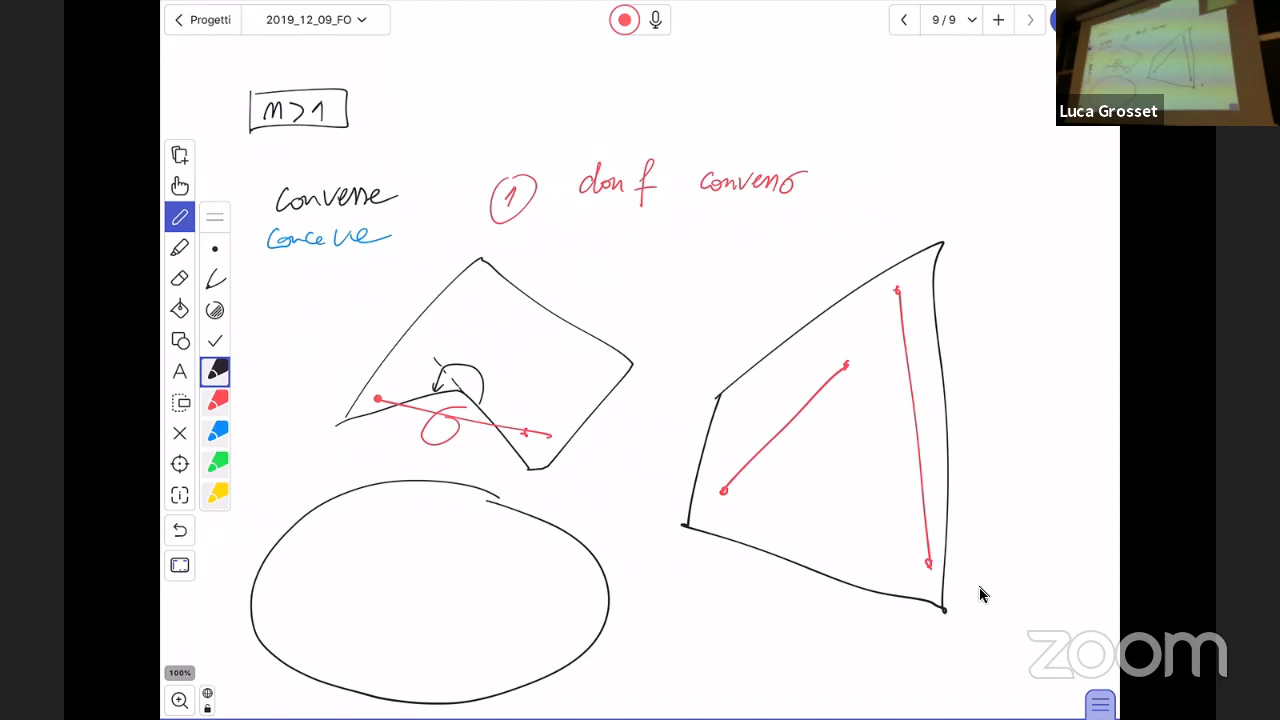 Progetti
2019_12_09_FO
9 / 9
Luca Grosset
n > 1
① dom f convesso
Convesse
Concave
A
100%
zoom